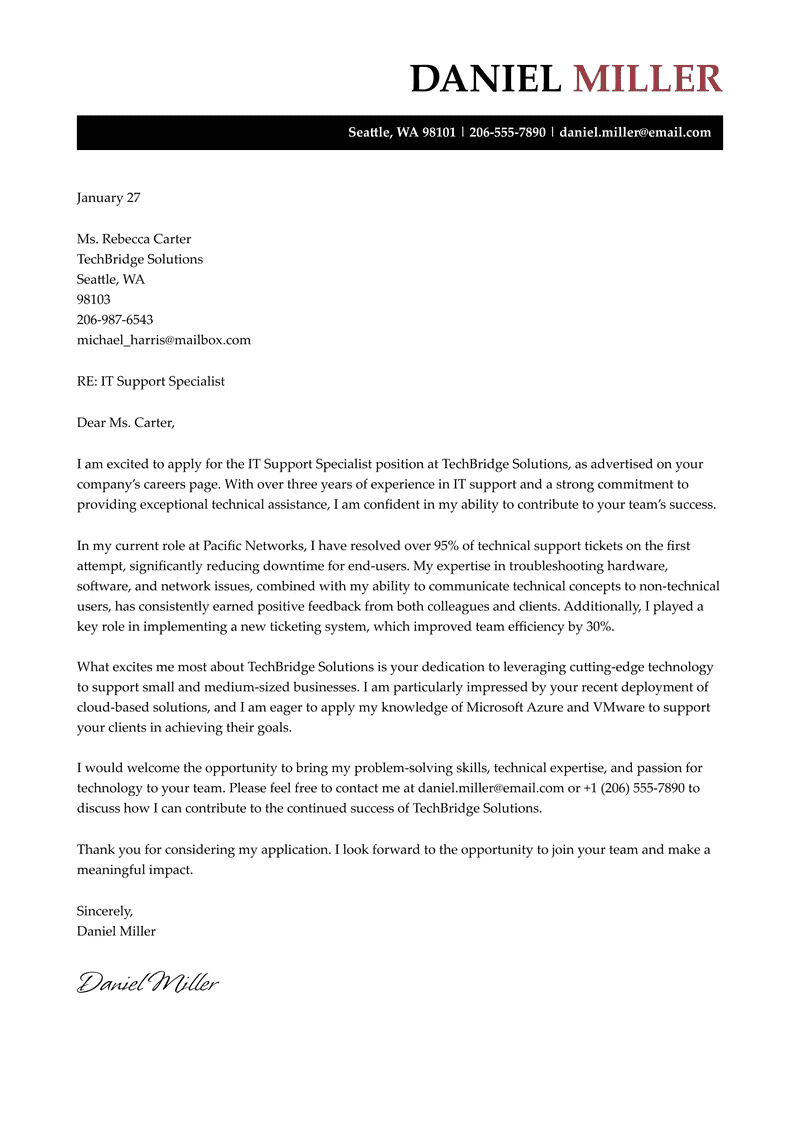 DANIEL MILLER
Seattle, WA 98101 | 206-555-7890 | daniel.miller@email.com
January 27
Ms. Rebecca Carter
TechBridge Solutions
Seattle, WA
98103
206-987-6543
michael_harris@mailbox.com
RE: IT Support Specialist
Dear Ms. Carter,
I am excited to apply for the IT Support Specialist position at TechBridge Solutions, as advertised on your
company’s careers page. With over three years of experience in IT support and a strong commitment to
providing exceptional technical assistance, I am confident in my ability to contribute to your team’s success.
In my current role at Pacific Networks, I have resolved over 95% of technical support tickets on the first
attempt, significantly reducing downtime for end-users. My expertise in troubleshooting hardware,
software, and network issues, combined with my ability to communicate technical concepts to non-technical
users, has consistently earned positive feedback from both colleagues and clients. Additionally, I played a
key role in implementing a new ticketing system, which improved team efficiency by 30%.
What excites me most about TechBridge Solutions is your dedication to leveraging cutting-edge technology
to support small and medium-sized businesses. I am particularly impressed by your recent deployment of
cloud-based solutions, and I am eager to apply my knowledge of Microsoft Azure and VMware to support
your clients in achieving their goals.
I would welcome the opportunity to bring my problem-solving skills, technical expertise, and passion for
technology to your team. Please feel free to contact me at daniel.miller@email.com or +1 (206) 555-7890 to
discuss how I can contribute to the continued success of TechBridge Solutions.
Thank you for considering my application. I look forward to the opportunity to join your team and make a
meaningful impact.
Sincerely,
Daniel Miller
Daniel Miller